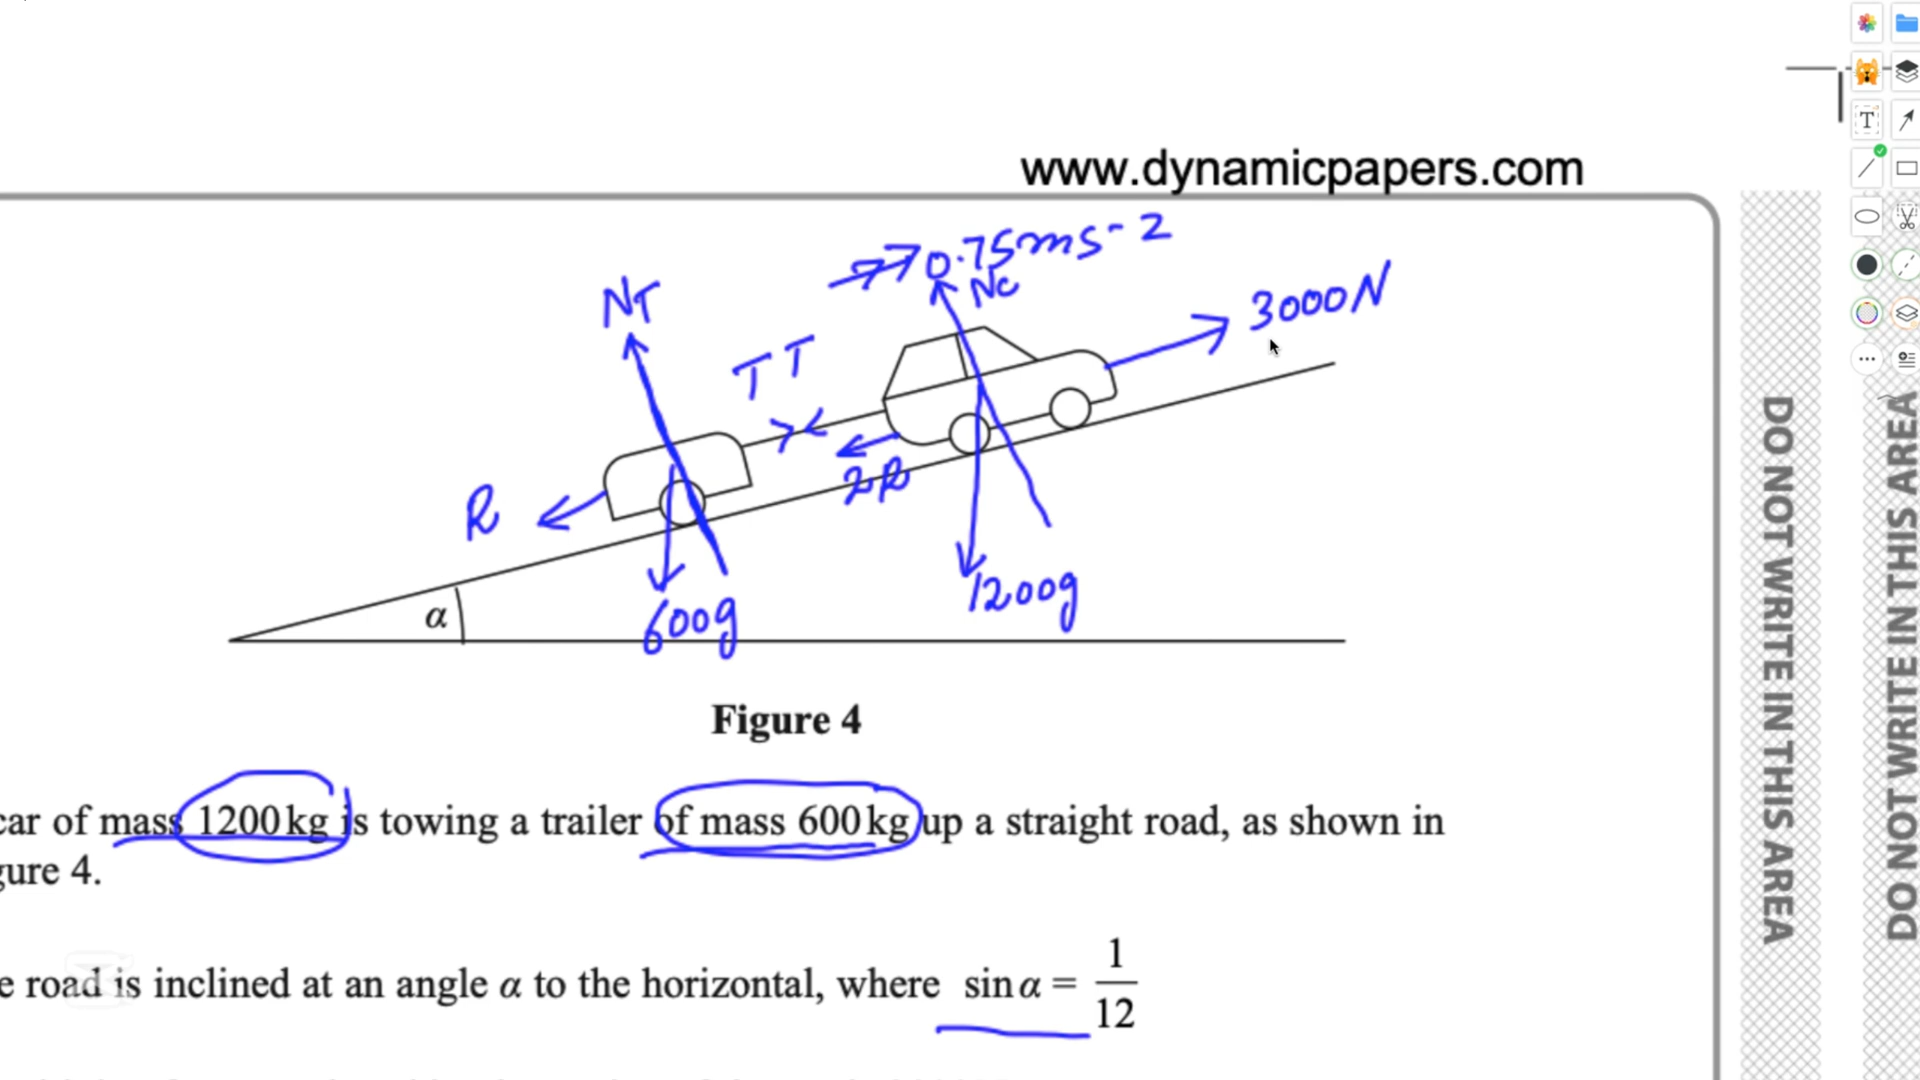 www.dynamicpapers.com
0.75ms-2
NT
Nc
3000N
T T
R
2R
600g
1200g
α
Figure 4
car of mass 1200 kg is towing a trailer of mass 600 kg up a straight road, as shown in
gure 4.
e road is inclined at an angle α to the horizontal, where sin α = 1/12
DO NOT WRITE IN THIS AREA
DO NOT WRITE IN THIS AREA